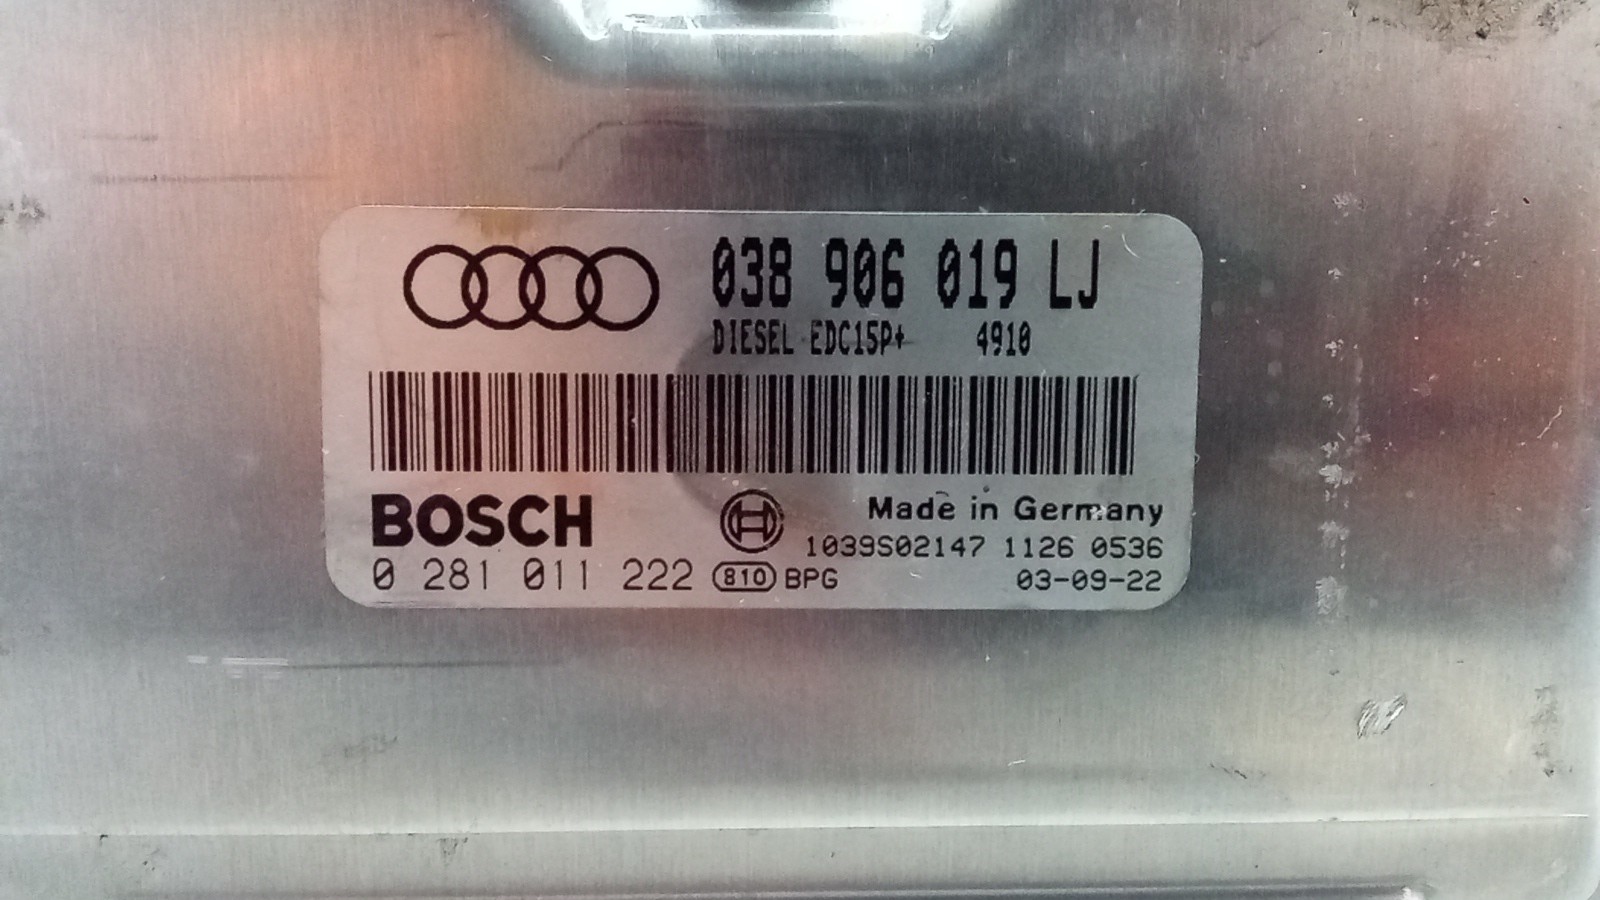 038 906 019 LJ
DIESEL EDC15P+ 4910
BOSCH
Made in Germany
1039S02147 1126 0536
0 281 011 222 810 BPG 03-09-22